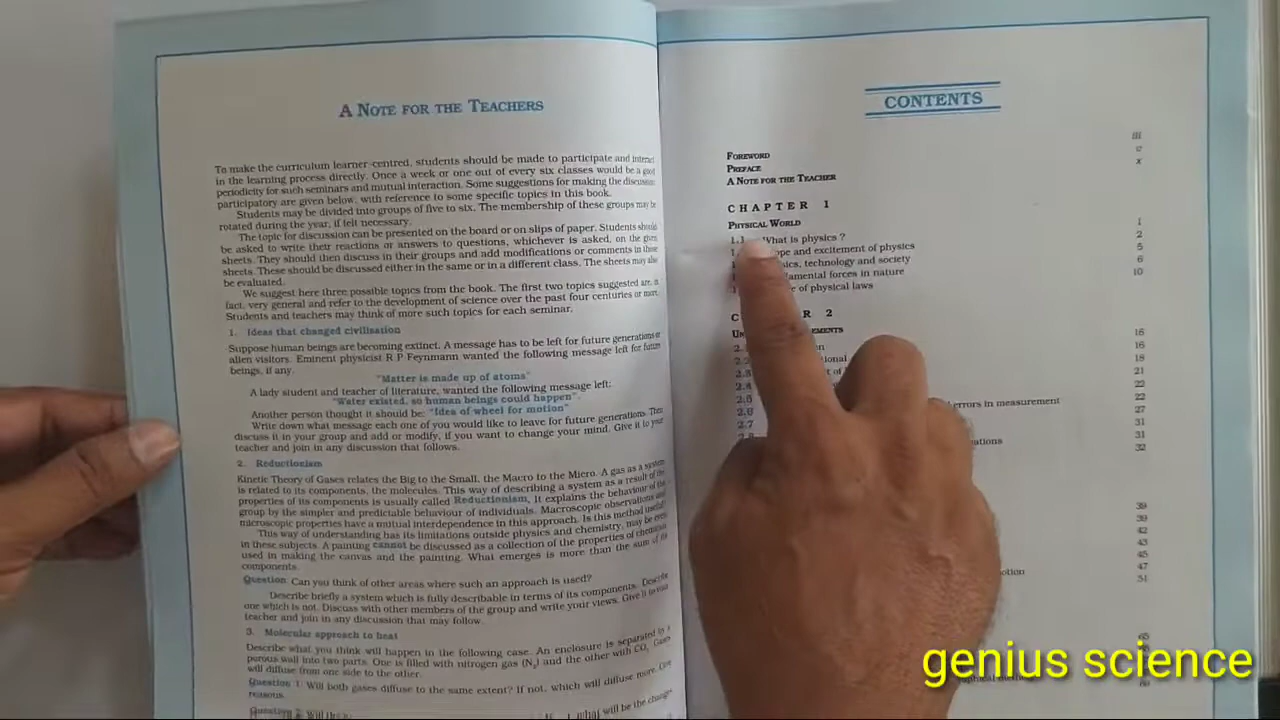 A NOTE FOR THE TEACHERS
To make the curriculum learner-centred, students should be made to participate and interact
in the learning process directly. Once a week or one out of every six classes would be a good
periodicity for such seminars and mutual interaction. Some suggestions for making the discussion
participatory are given below, with reference to some specific topics in this book.
Students may be divided into groups of five to six. The membership of these groups may be
rotated during the year, if felt necessary.
The topic for discussion can be presented on the board or on slips of paper. Students should
be asked to write their reactions or answers to questions, whichever is asked, on the given
sheets. They should then discuss in their groups and add modifications or comments in these
sheets. These should be discussed either in the same or in a different class. The sheets may also
be evaluated.
We suggest here three possible topics from the book. The first two topics suggested are, in
fact, very general and refer to the development of science over the past four centuries or more.
Students and teachers may think of more such topics for each seminar.
1. Ideas that changed civilisation
Suppose human beings are becoming extinct. A message has to be left for future generations or
alien visitors. Eminent physicist R P Feynmann wanted the following message left for future
beings, if any.
"Matter is made up of atoms"
A lady student and teacher of literature, wanted the following message left:
"Water existed, so human beings could happen".
Another person thought it should be: "Idea of wheel for motion"
Write down what message each one of you would like to leave for future generations. Then
discuss it in your group and add or modify, if you want to change your mind. Give it to your
teacher and join in any discussion that follows.
2. Reductionism
Kinetic Theory of Gases relates the Big to the Small, the Macro to the Micro. A gas as a system
is related to its components, the molecules. This way of describing a system as a result of the
properties of its components is usually called Reductionism. It explains the behaviour of the
group by the simpler and predictable behaviour of individuals. Macroscopic observations and
microscopic properties have a mutual interdependence in this approach. Is this method useful?
This way of understanding has its limitations outside physics and chemistry, may be even
in these subjects. A painting cannot be discussed as a collection of the properties of chemicals
used in making the canvas and the painting. What emerges is more than the sum of its
components.
Question: Can you think of other areas where such an approach is used?
Describe briefly a system which is fully describable in terms of its components. Describe
one which is not. Discuss with other members of the group and write your views. Give it to your
teacher and join in any discussion that may follow.
3. Molecular approach to heat
Describe what you think will happen in the following case. An enclosure is separated by a
porous wall into two parts. One is filled with nitrogen gas (N₂) and the other with CO₂. Gases
will diffuse from one side to the other.
Question 1: Will both gases diffuse to the same extent? If not, which will diffuse more. Give
reasons.
Question 2: Will the
will be the changes
CONTENTS
FOREWORD iii
PREFACE v
A NOTE FOR THE TEACHER x
CHAPTER 1
PHYSICAL WORLD
1.1 What is physics ? 1
ope and excitement of physics 2
ics, technology and society 5
damental forces in nature 6
e of physical laws 10
C R 2
EMENTS
2. 16
2. 16
2. 18
2.4 21
2.5 22
2.6 errors in measurement 22
2.7 27
31
31
32
39
39
42
43
45
47
51
65
genius science